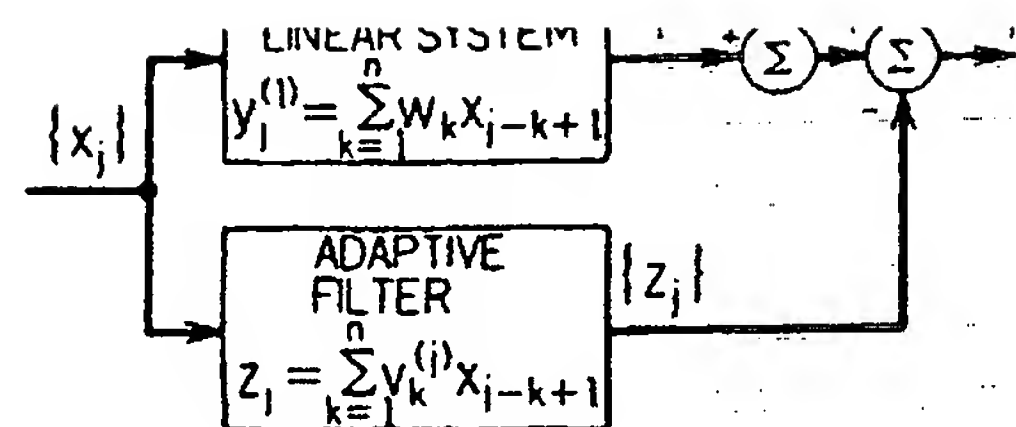 LINEAR SYSTEM
y_j^{(1)} = \sum_{k=1}^{n} w_k x_{j-k+1}
+ Σ Σ
-
{x_j}
ADAPTIVE
FILTER
{z_j}
z_j = \sum_{k=1}^{n} v_k^{(j)} x_{j-k+1}